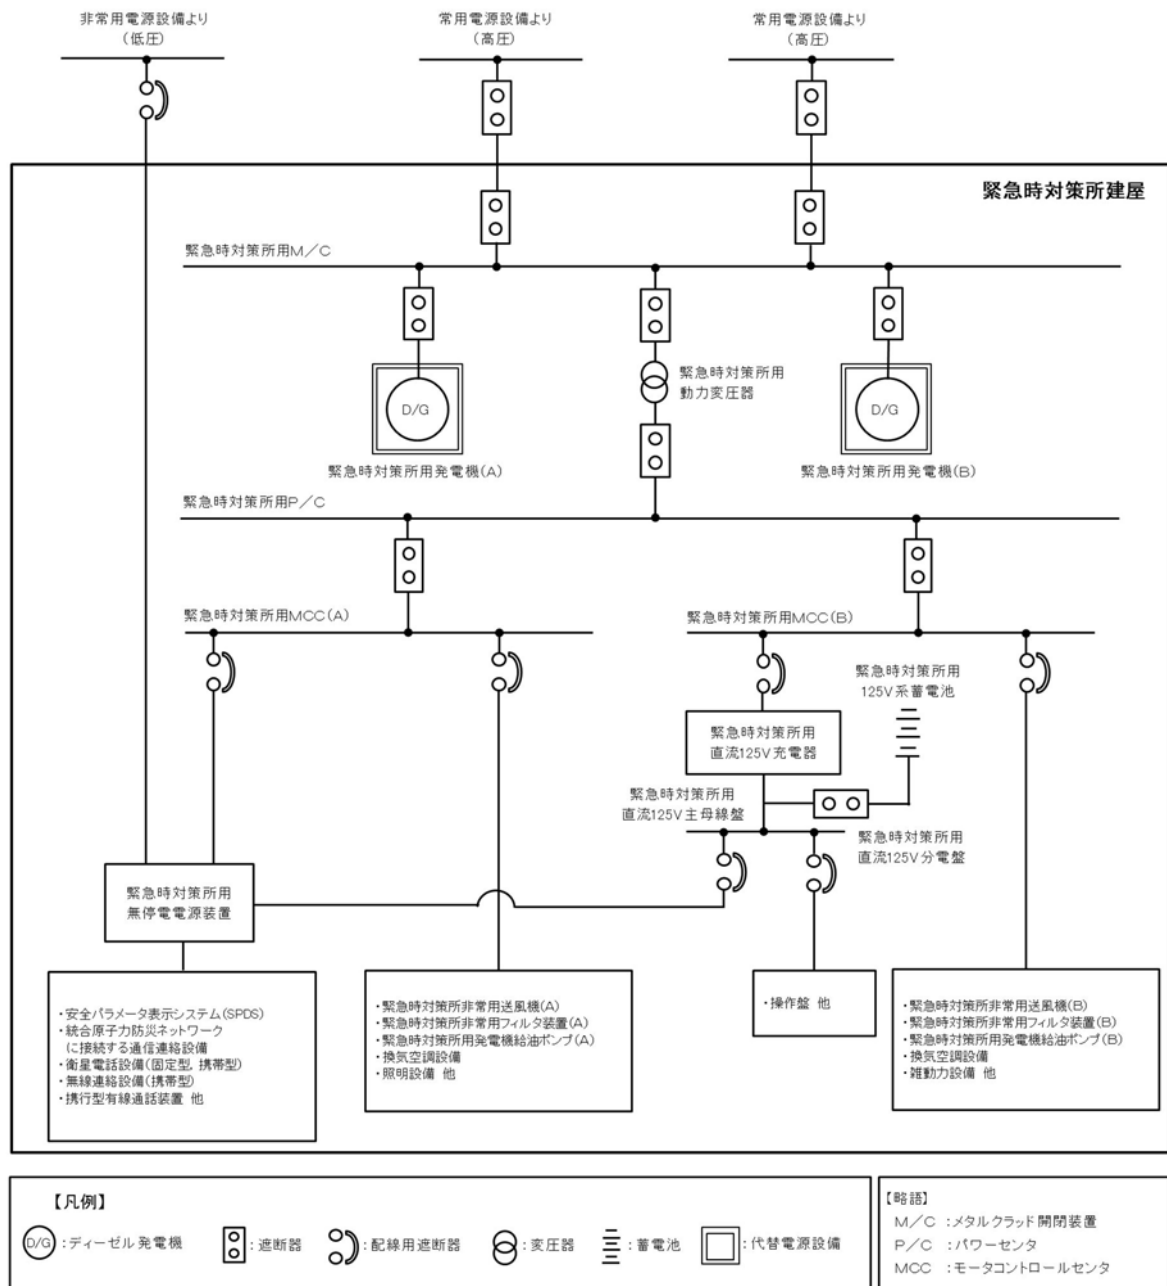 非常用電源設備より
(低圧)
常用電源設備より
(高圧)
常用電源設備より
(高圧)
緊急時対策所建屋
緊急時対策所用M/C
D/G
緊急時対策所用
動力変圧器
D/G
緊急時対策所用発電機(A)
緊急時対策所用発電機(B)
緊急時対策所用P/C
緊急時対策所用MCC(A)
緊急時対策所用MCC(B)
緊急時対策所用
125V系蓄電池
緊急時対策所用
直流125V充電器
緊急時対策所用
直流125V主母線盤
緊急時対策所用
直流125V分電盤
緊急時対策所用
無停電電源装置
・安全パラメータ表示システム(SPDS)
・統合原子力防災ネットワーク
に接続する通信連絡設備
・衛星電話設備(固定型, 携帯型)
・無線連絡設備(携帯型)
・携行型有線通話装置 他
・緊急時対策所非常用送風機(A)
・緊急時対策所非常用フィルタ装置(A)
・緊急時対策所用発電機給油ポンプ(A)
・換気空調設備
・照明設備 他
・操作盤 他
・緊急時対策所非常用送風機(B)
・緊急時対策所非常用フィルタ装置(B)
・緊急時対策所用発電機給油ポンプ(B)
・換気空調設備
・雑動力設備 他
【凡例】
D/G :ディーゼル発電機
:遮断器
:配線用遮断器
:変圧器
:蓄電池
:代替電源設備
【略語】
M/C :メタルクラッド開閉装置
P/C :パワーセンタ
MCC :モータコントロールセンタ